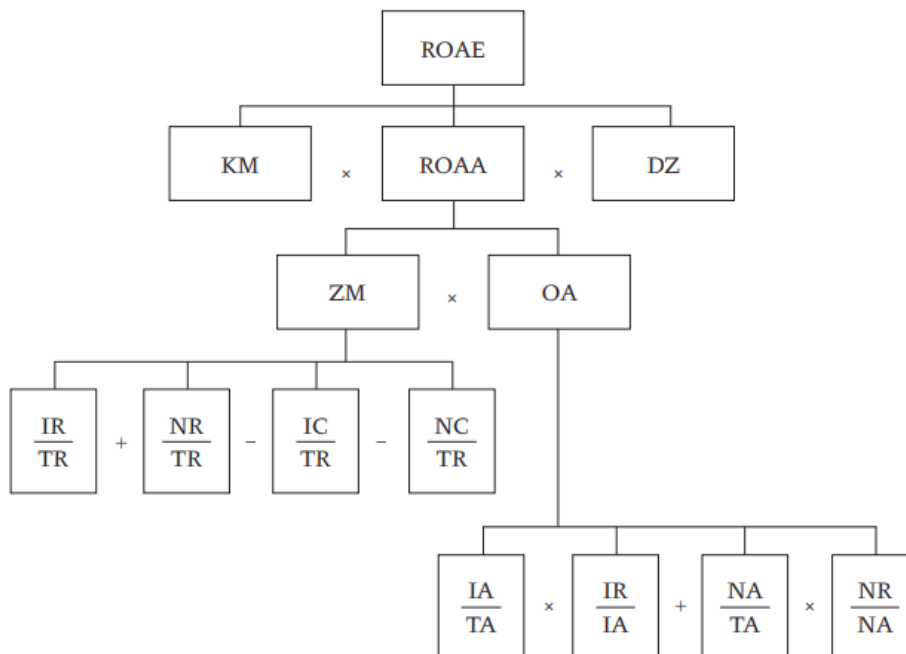 ROAE
KM × ROAA × DZ
ZM × OA
IR/TR + NR/TR − IC/TR − NC/TR
IA/TA × IR/IA + NA/TA × NR/NA